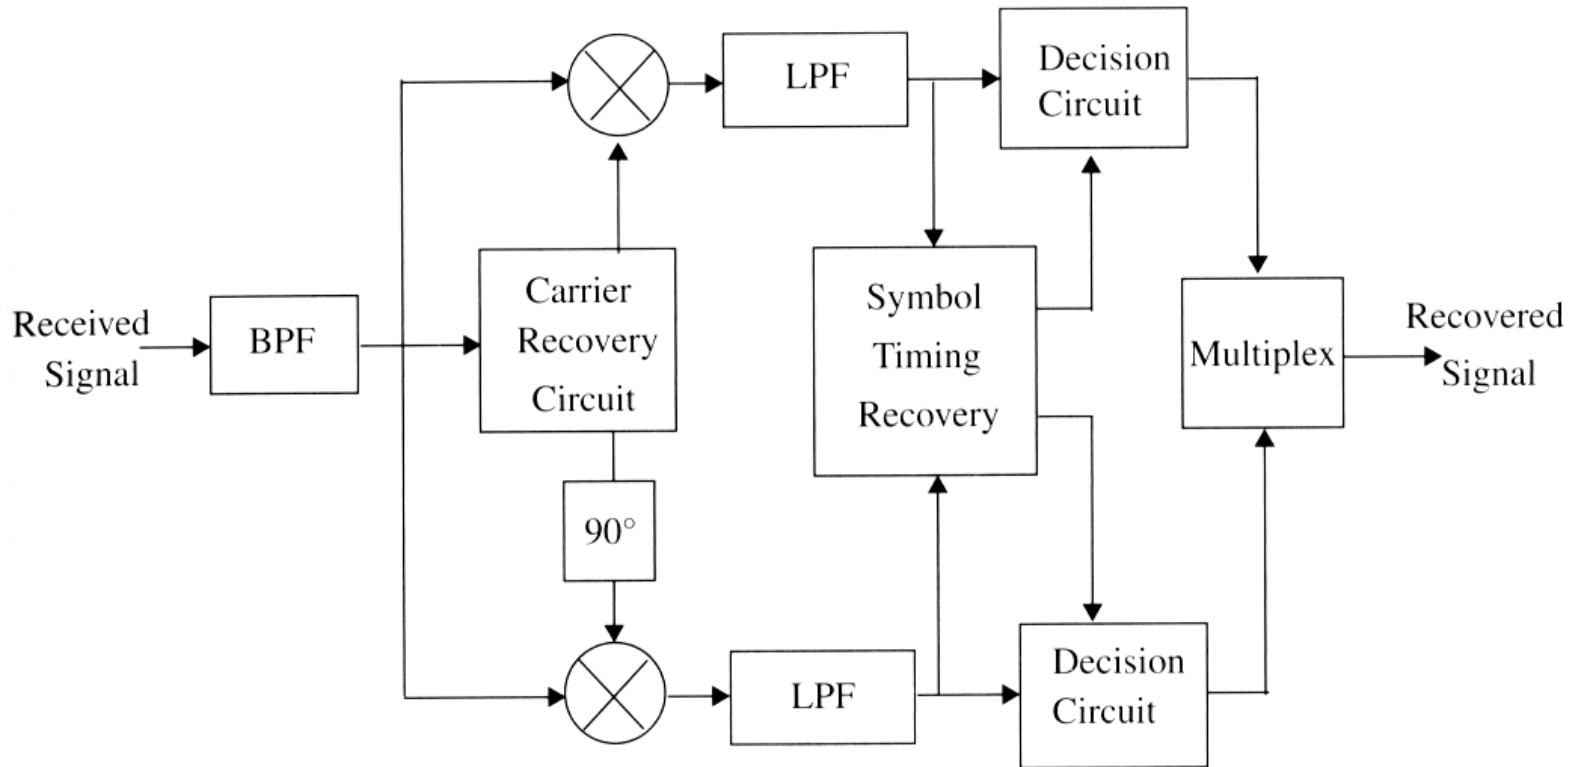 Received
Signal
BPF
Carrier
Recovery
Circuit
90°
LPF
LPF
Symbol
Timing
Recovery
Decision
Circuit
Decision
Circuit
Multiplex
Recovered
Signal